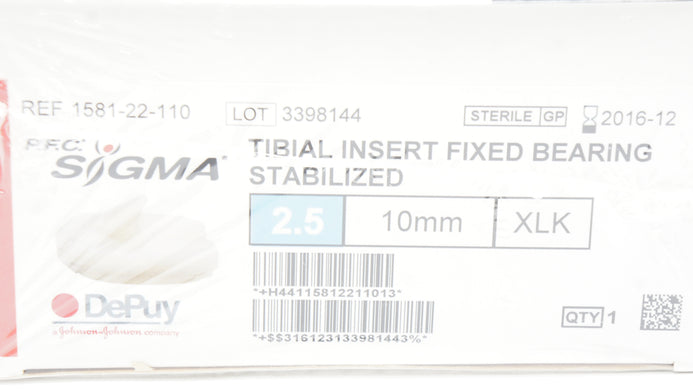 REF 1581-22-110 LOT 3398144 STERILE GP 2016-12
P.F.C. SIGMA
TIBIAL INSERT FIXED BEARING
STABILIZED
2.5 10mm XLK
*+H44115812211013*
DePuy
a Johnson-Johnson company
*+$$316123133981443%*
QTY 1